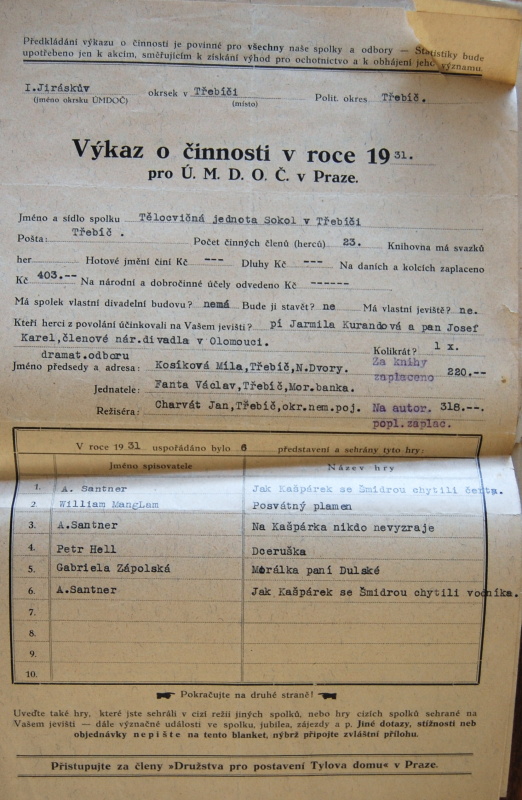 Předkládání výkazu o činnosti je povinné pro všechny naše spolky a odbory — Statistiky bude
upotřebeno jen k akcím, směřujícím k získání výhod pro ochotnictvo a k obhájení jeho významu.
I.Jiráskův okrsek v Třebíči Polit. okres Třebíč.
(jméno okrsku ÚMDOČ) (místo)
Výkaz o činnosti v roce 1931.
pro Ú. M. D. O. Č. v Praze.
Jméno a sídlo spolku Tělocvičná jednota Sokol v Třebíči
Pošta: Třebíč . Počet činných členů (herců) 23. Knihovna má svazků
her Hotové jmění činí Kč --- Dluhy Kč --- Na daních a kolcích zaplaceno
Kč 403.-- Na národní a dobročinné účely odvedeno Kč ------
Má spolek vlastní divadelní budovu? nemá Bude ji stavět? ne Má vlastní jeviště? ne.
Kteří herci z povolání účinkovali na Vašem jevišti? pí Jarmila Kurandová a pan Josef
Karel,členové nár.divadla v Olomouci. Kolikrát? 1 x.
dramat.odboru
Jméno předsedy a adresa: Kosíková Mila,Třebíč,N.Dvory. Za knihy zaplaceno 220.--
Jednatele: Fanta Václav,Třebíč,Mor.banka.
Režiséra: Charvát Jan,Třebíč,okr.nem.poj. Na autor. 318.--.
popl.zaplac.
V roce 1931 uspořádáno bylo 6 představení a sehrány tyto hry:
Jméno spisovatele Název hry
1. A. Santner Jak Kašpárek se Šmidrou chytili čerta.
2. William MangLam Posvátný plamen
3. A.Santner Na Kašpárka nikdo nevyzraje
4. Petr Hell Dceruška
5. Gabriela Zápolská Morálka paní Dulské
6. A.Santner Jak Kašpárek se Šmidrou chytili vodníka.
7.
8.
9.
10.
Pokračujte na druhé straně!
Uveďte také hry, které jste sehráli v cizí režii jiných spolků, nebo hry cizích spolků sehrané na
Vašem jevišti — dále význačné události ve spolku, jubilea, zájezdy a p. Jiné dotazy, stížnosti neb
objednávky nepište na tento blanket, nýbrž připojte zvláštní přílohu.
Přistupujte za členy »Družstva pro postavení Tylova domu« v Praze.